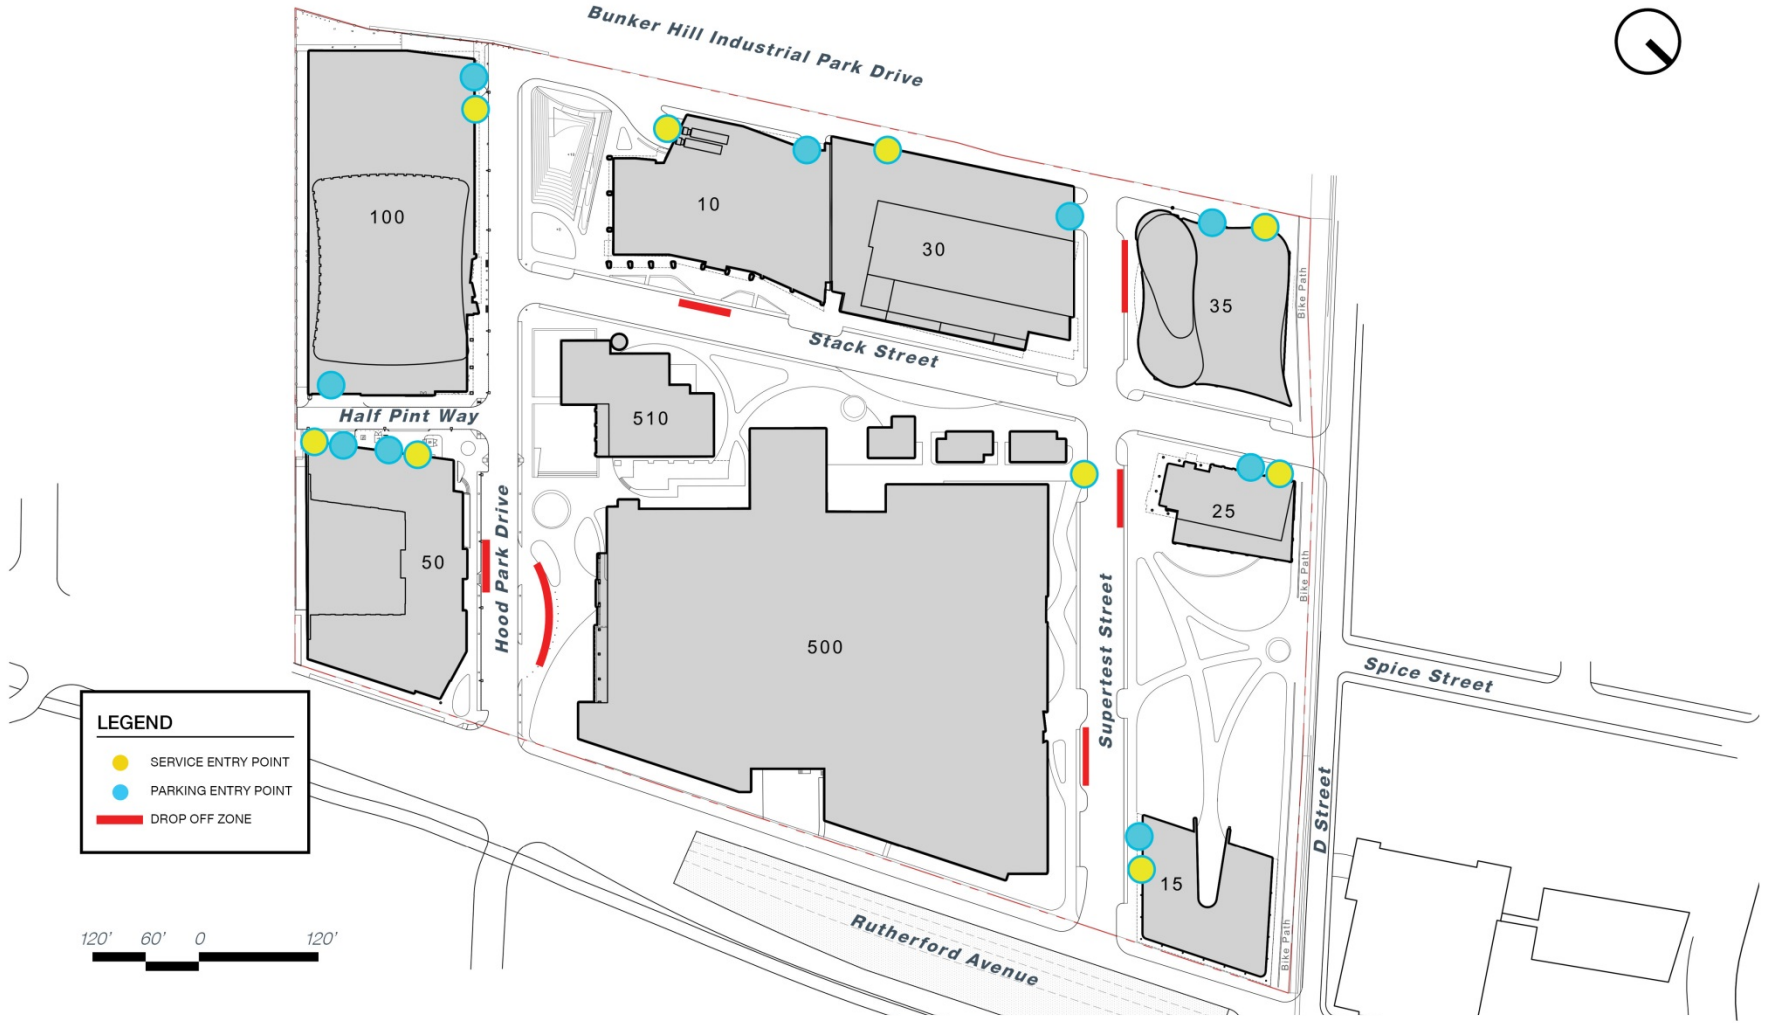 Bunker Hill Industrial Park Drive
100
10
30
35
Bike Path
Stack Street
Half Pint Way
510
25
50
Hood Park Drive
500
Supertest Street
Bike Path
Spice Street
D Street
15
Bike Path
Rutherford Avenue
LEGEND
SERVICE ENTRY POINT
PARKING ENTRY POINT
DROP OFF ZONE
120' 60' 0 120'